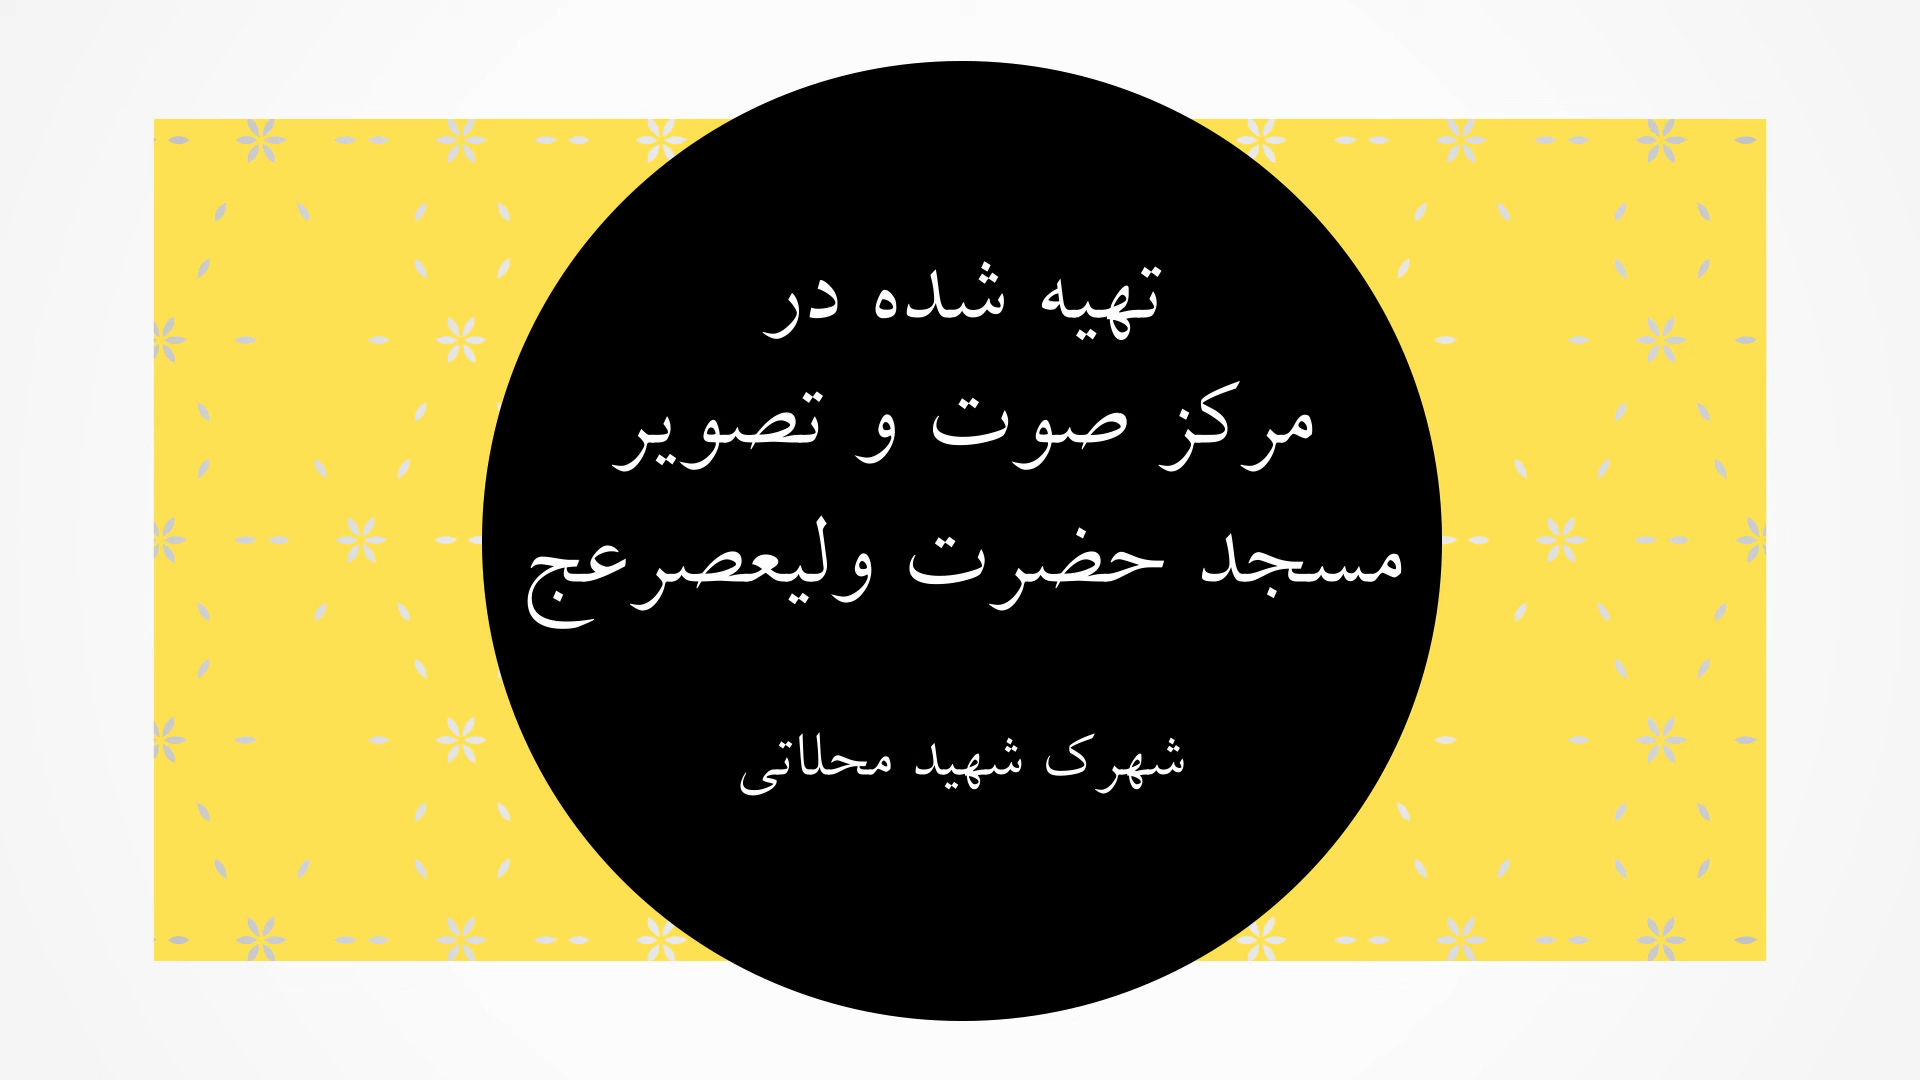 تهیه شده در
مرکز صوت و تصویر
مسجد حضرت ولیعصرعج
شهرک شهید محلاتی